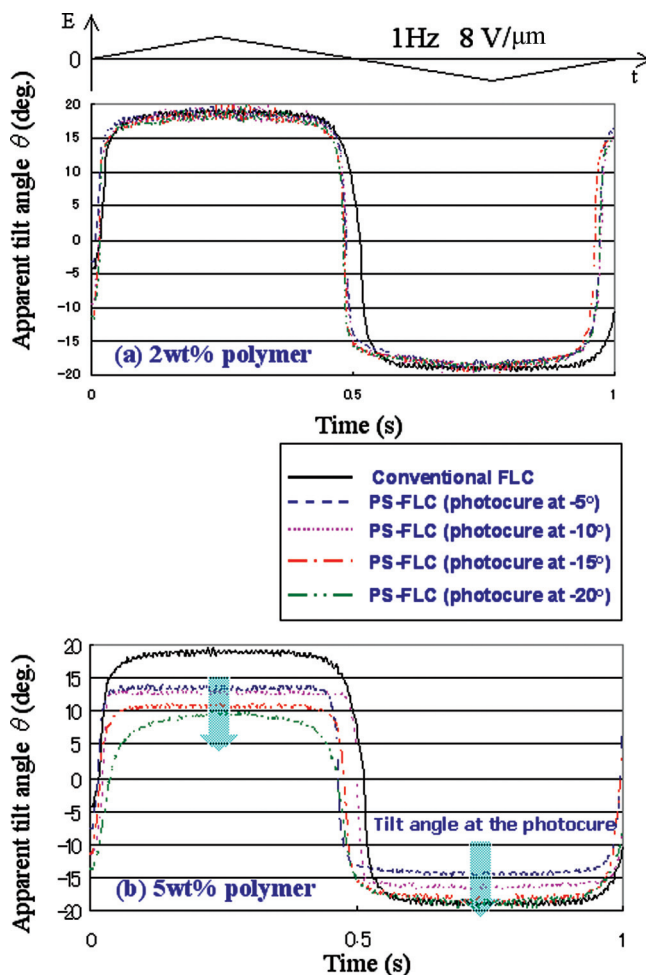 E
0
1Hz 8 V/μm
t
Apparent tilt angle θ (deg.)
20
15
10
5
0
-5
-10
-15
-20
(a) 2wt% polymer
0
0.5
1
Time (s)
Conventional FLC
PS-FLC (photocure at -5°)
PS-FLC (photocure at -10°)
PS-FLC (photocure at -15°)
PS-FLC (photocure at -20°)
Apparent tilt angle θ (deg.)
20
15
10
5
0
-5
-10
-15
-20
Tilt angle at the photocure
(b) 5wt% polymer
0
0.5
1
Time (s)